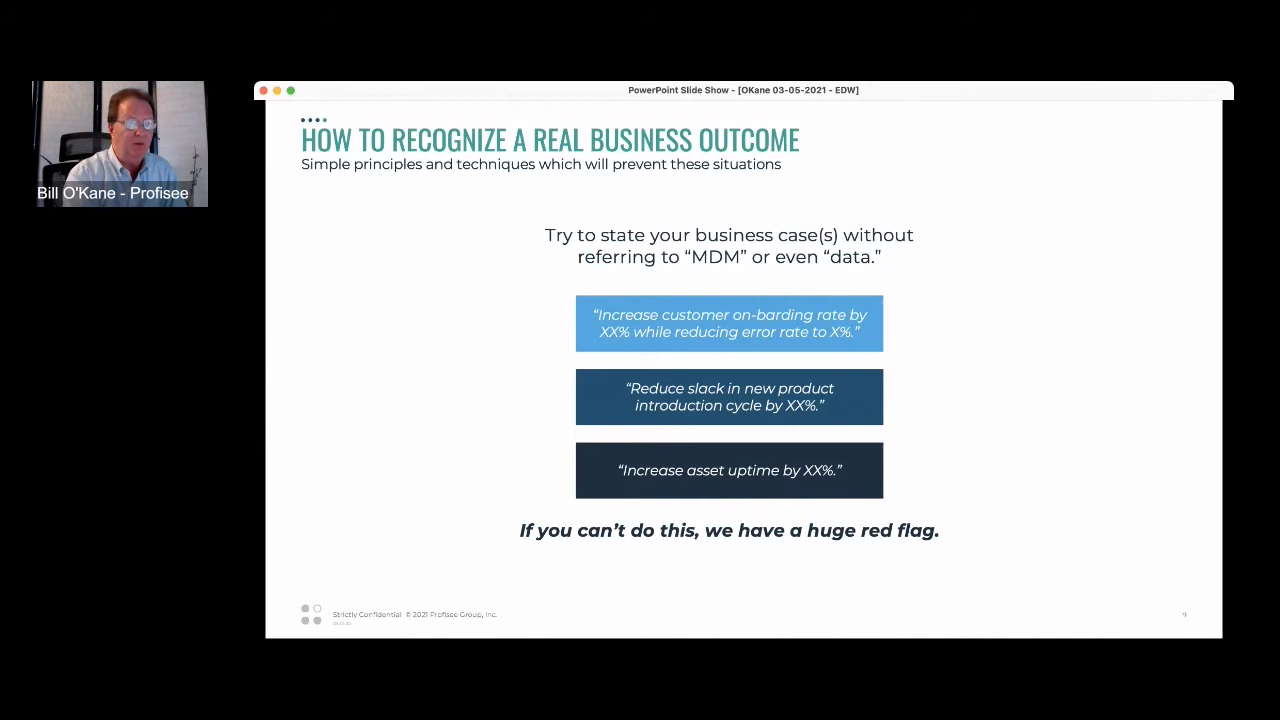 PowerPoint Slide Show - [OKane 03-05-2021 - EDW]
HOW TO RECOGNIZE A REAL BUSINESS OUTCOME
Simple principles and techniques which will prevent these situations
Bill O'Kane - Profisee
Try to state your business case(s) without
referring to “MDM” or even “data.”
“Increase customer on-barding rate by
XX% while reducing error rate to X%.”
“Reduce slack in new product
introduction cycle by XX%.”
“Increase asset uptime by XX%.”
If you can’t do this, we have a huge red flag.
Strictly Confidential © 2021 Profisee Group, Inc.
9